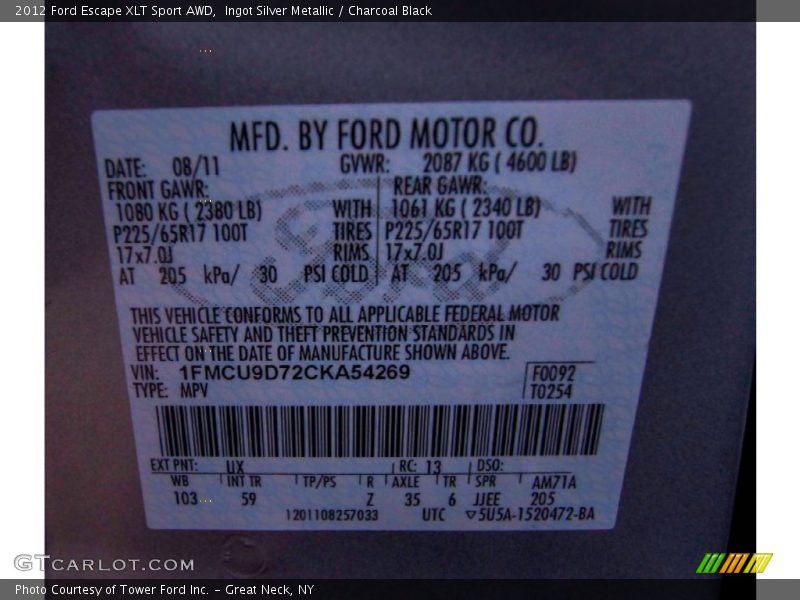 2012 Ford Escape XLT Sport AWD,  Ingot Silver Metallic / Charcoal Black
MFD. BY FORD MOTOR CO.
DATE: 08/11 GVWR: 2087 KG ( 4600 LB)
FRONT GAWR: REAR GAWR:
1080 KG ( 2380 LB) WITH 1061 KG ( 2340 LB) WITH
P225/65R17 100T TIRES P225/65R17 100T TIRES
17x7.0J RIMS 17x7.0J RIMS
AT 205 kPa/ 30 PSI COLD AT 205 kPa/ 30 PSI COLD
Ford
THIS VEHICLE CONFORMS TO ALL APPLICABLE FEDERAL MOTOR
VEHICLE SAFETY AND THEFT PREVENTION STANDARDS IN
EFFECT ON THE DATE OF MANUFACTURE SHOWN ABOVE.
VIN: 1FMCU9D72CKA54269 F0092
TYPE: MPV T0254
EXT PNT: UX RC: 13 DSO:
WB INT TR TP/PS R AXLE TR SPR AM71A
103 59 Z 35 6 JJEE 205
1201108257033 UTC ▽5U5A-1520472-BA
GTCARLOT.COM
Photo Courtesy of Tower Ford Inc. - Great Neck, NY